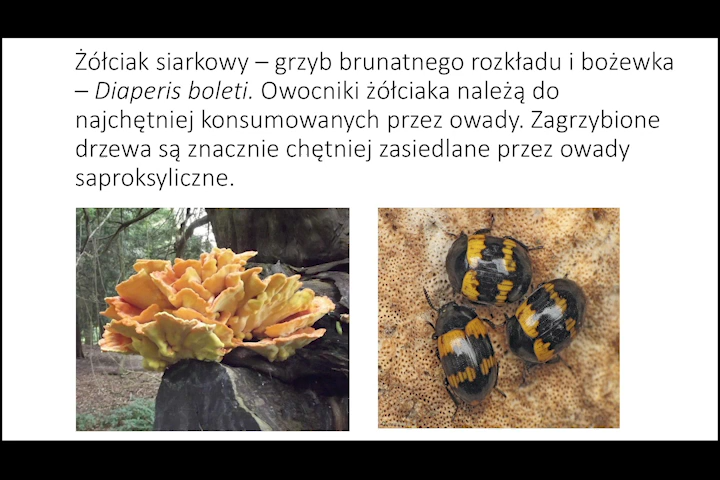 Żółciak siarkowy – grzyb brunatnego rozkładu i bożewka
– Diaperis boleti. Owocniki żółciaka należą do
najchętniej konsumowanych przez owady. Zagrzybione
drzewa są znacznie chętniej zasiedlane przez owady
saproksyliczne.